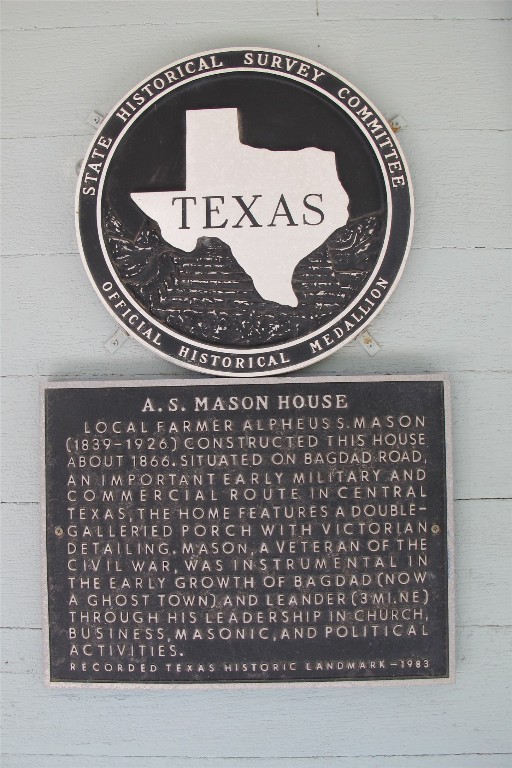 STATE HISTORICAL SURVEY COMMITTEE
TEXAS
OFFICIAL HISTORICAL MEDALLION
A. S. MASON HOUSE
LOCAL FARMER ALPHEUS S. MASON
(1839-1926) CONSTRUCTED THIS HOUSE
ABOUT 1866. SITUATED ON BAGDAD ROAD,
AN IMPORTANT EARLY MILITARY AND
COMMERCIAL ROUTE IN CENTRAL
TEXAS, THE HOME FEATURES A DOUBLE-
GALLERIED PORCH WITH VICTORIAN
DETAILING. MASON, A VETERAN OF THE
CIVIL WAR, WAS INSTRUMENTAL IN
THE EARLY GROWTH OF BAGDAD (NOW
A GHOST TOWN) AND LEANDER (3 MI. NE)
THROUGH HIS LEADERSHIP IN CHURCH,
BUSINESS, MASONIC, AND POLITICAL
ACTIVITIES.
RECORDED TEXAS HISTORIC LANDMARK - 1983